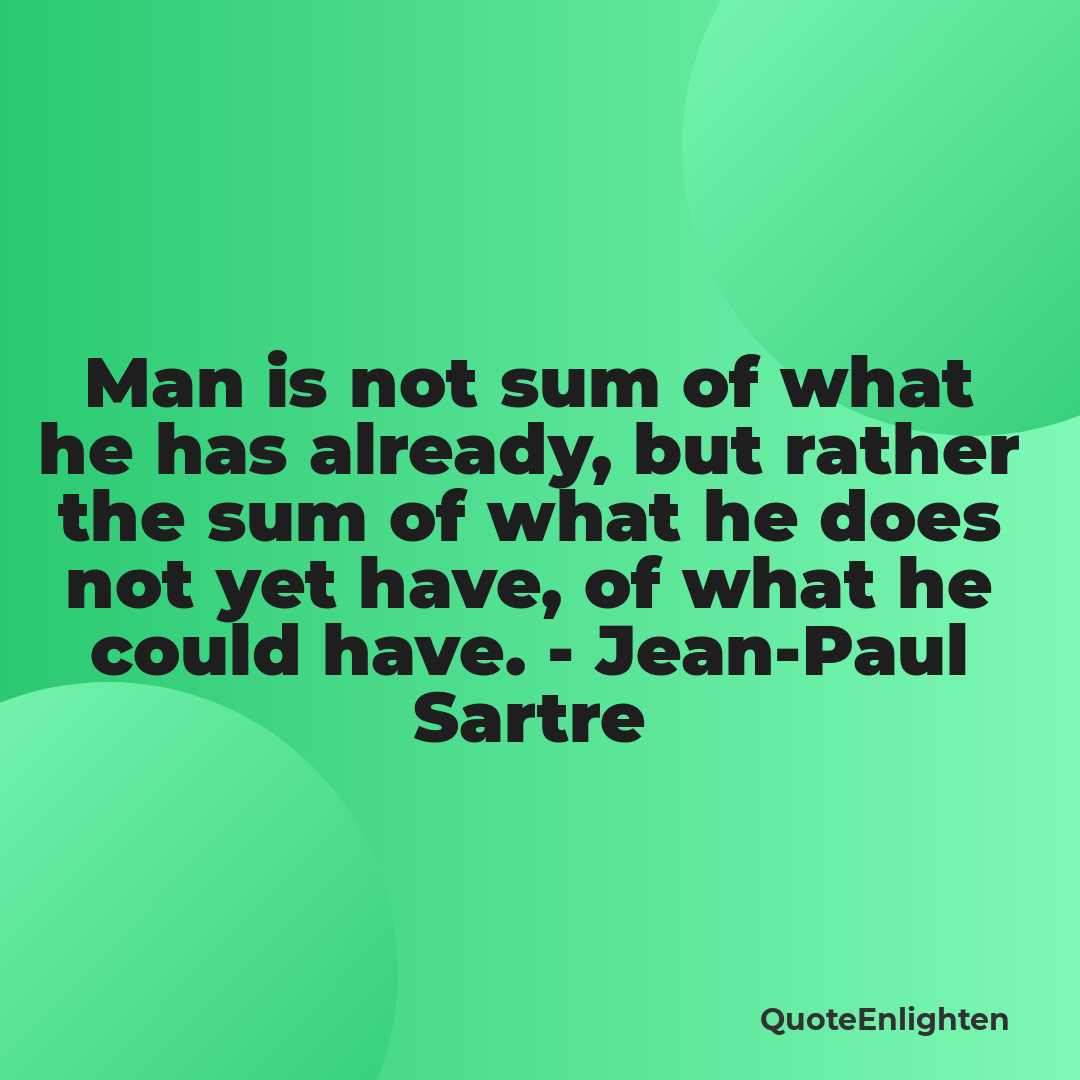 Man is not sum of what
he has already, but rather
the sum of what he does
not yet have, of what he
could have. - Jean-Paul
Sartre
QuoteEnlighten